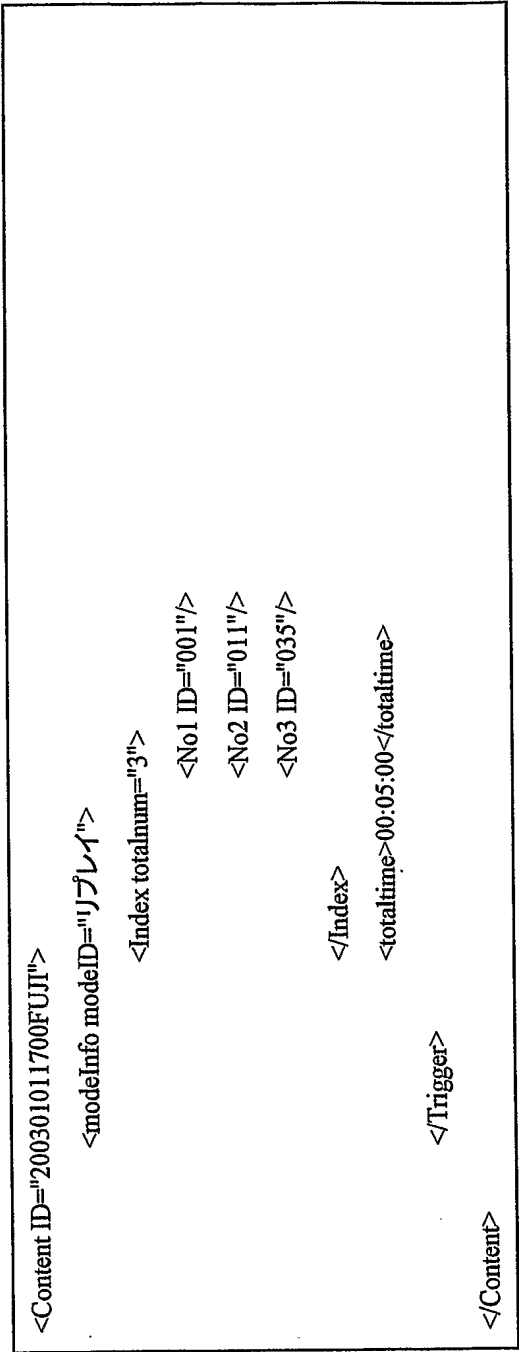 <Content ID="200301011700FUJI">
<modeInfo modeID="リプレイ">
<Index totalnum="3">
<No1 ID="001"/>
<No2 ID="011"/>
<No3 ID="035"/>
</Index>
<totaltime>00:05:00</totaltime>
</Trigger>
</Content>